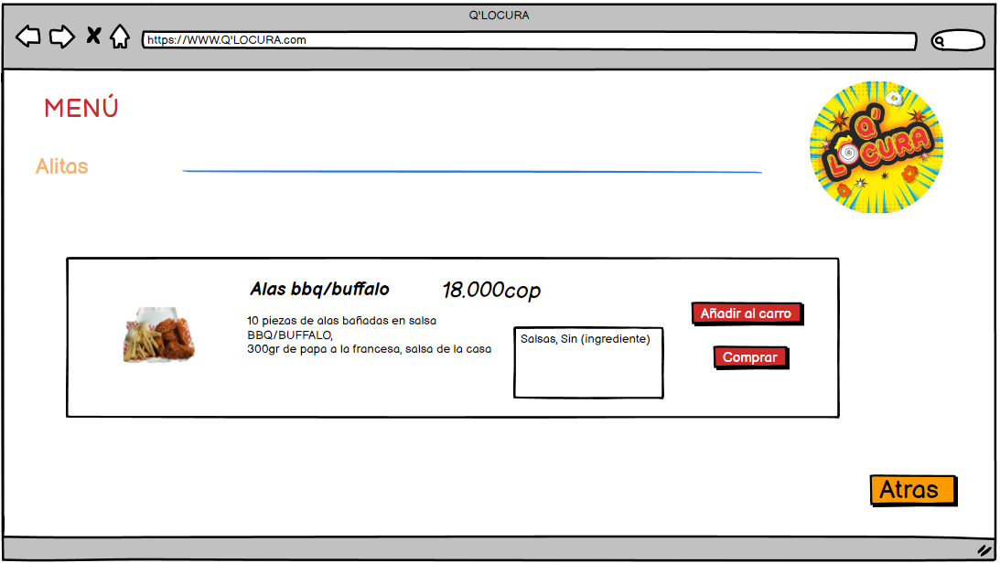 Q'LOCURA
https://WWW.Q'LOCURA.com
MENÚ
Q'
LOCURA
Alitas
Alas bbq/buffalo
18.000cop
10 piezas de alas bañadas en salsa
BBQ/BUFFALO,
300gr de papa a la francesa, salsa de la casa
Salsas, Sin (ingrediente)
Añadir al carro
Comprar
Atras